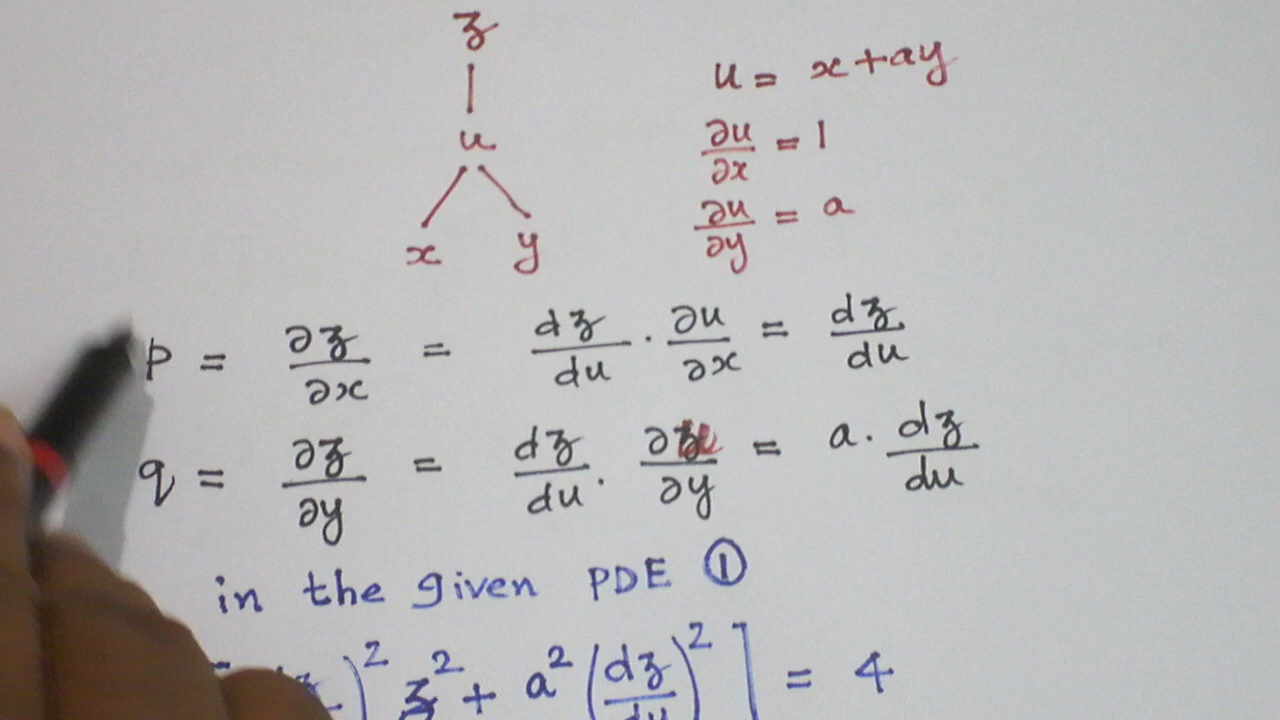 z
u = x+ay
u
∂u/∂x = 1
x y
∂u/∂y = a
p = ∂z/∂x = dz/du · ∂u/∂x = dz/du
q = ∂z/∂y = dz/du · ∂u/∂y = a · dz/du
in the given PDE ①
)² z² + a² (dz/du)² ] = 4